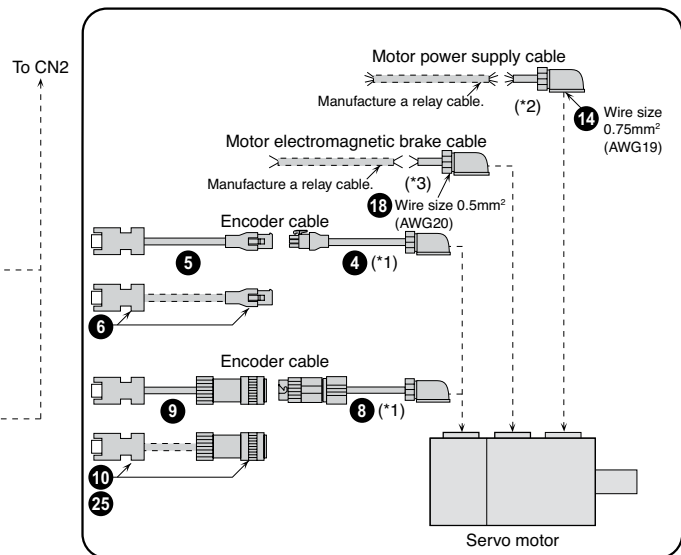 To CN2
Motor power supply cable
Manufacture a relay cable.
(*2)
14 Wire size
0.75mm²
(AWG19)
Motor electromagnetic brake cable
Manufacture a relay cable.
(*3)
18 Wire size 0.5mm²
(AWG20)
Encoder cable
5
4 (*1)
6
Encoder cable
9
8 (*1)
10
25
Servo motor